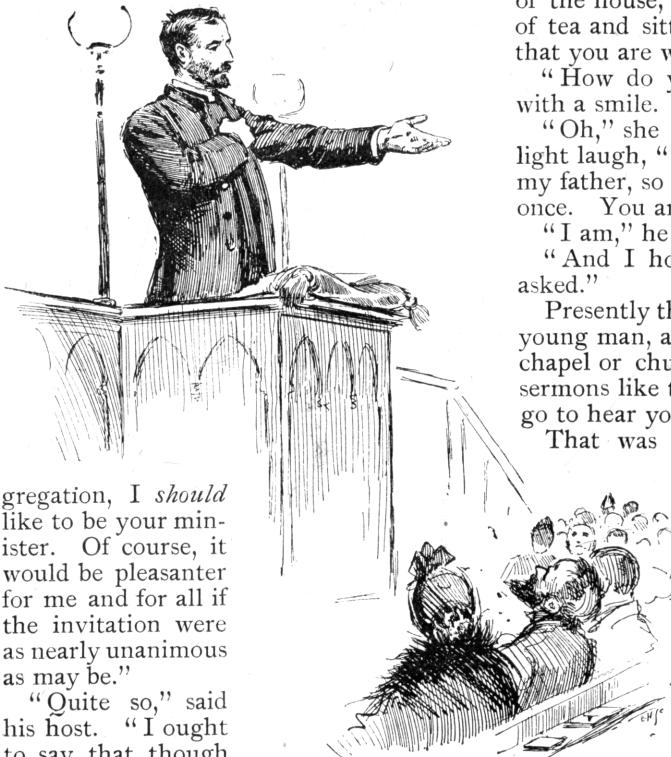 gregation, I should
like to be your min-
ister. Of course, it
would be pleasanter
for me and for all if
the invitation were
as nearly unanimous
as may be.”
“Quite so,” said
his host. “I ought
to say that though
of the house,
of tea and sitt
that you are w
“How do y
with a smile.
“Oh,” she
light laugh, “
my father, so
once. You ar
“I am,” he
“And I ho
asked.”
Presently th
young man, a
chapel or chu
sermons like t
go to hear yo
That was